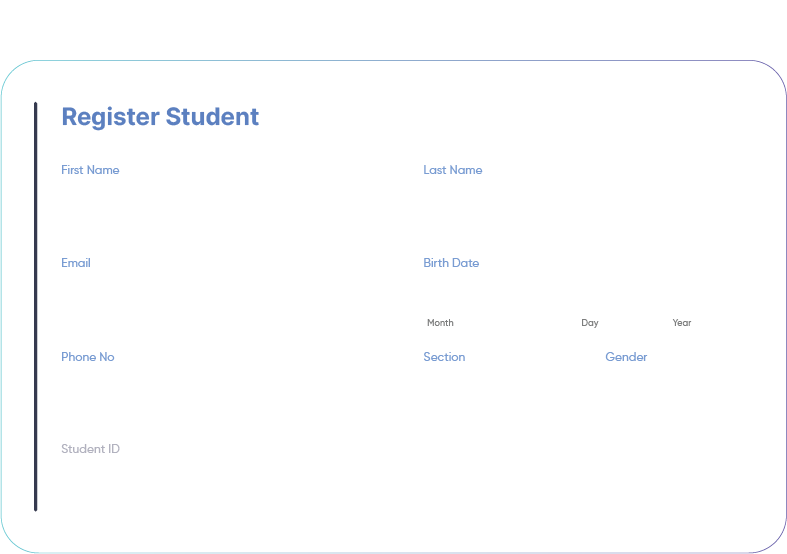 Register Student
First Name
Last Name
Email
Birth Date
Month Day Year
Phone No
Section
Gender
Student ID